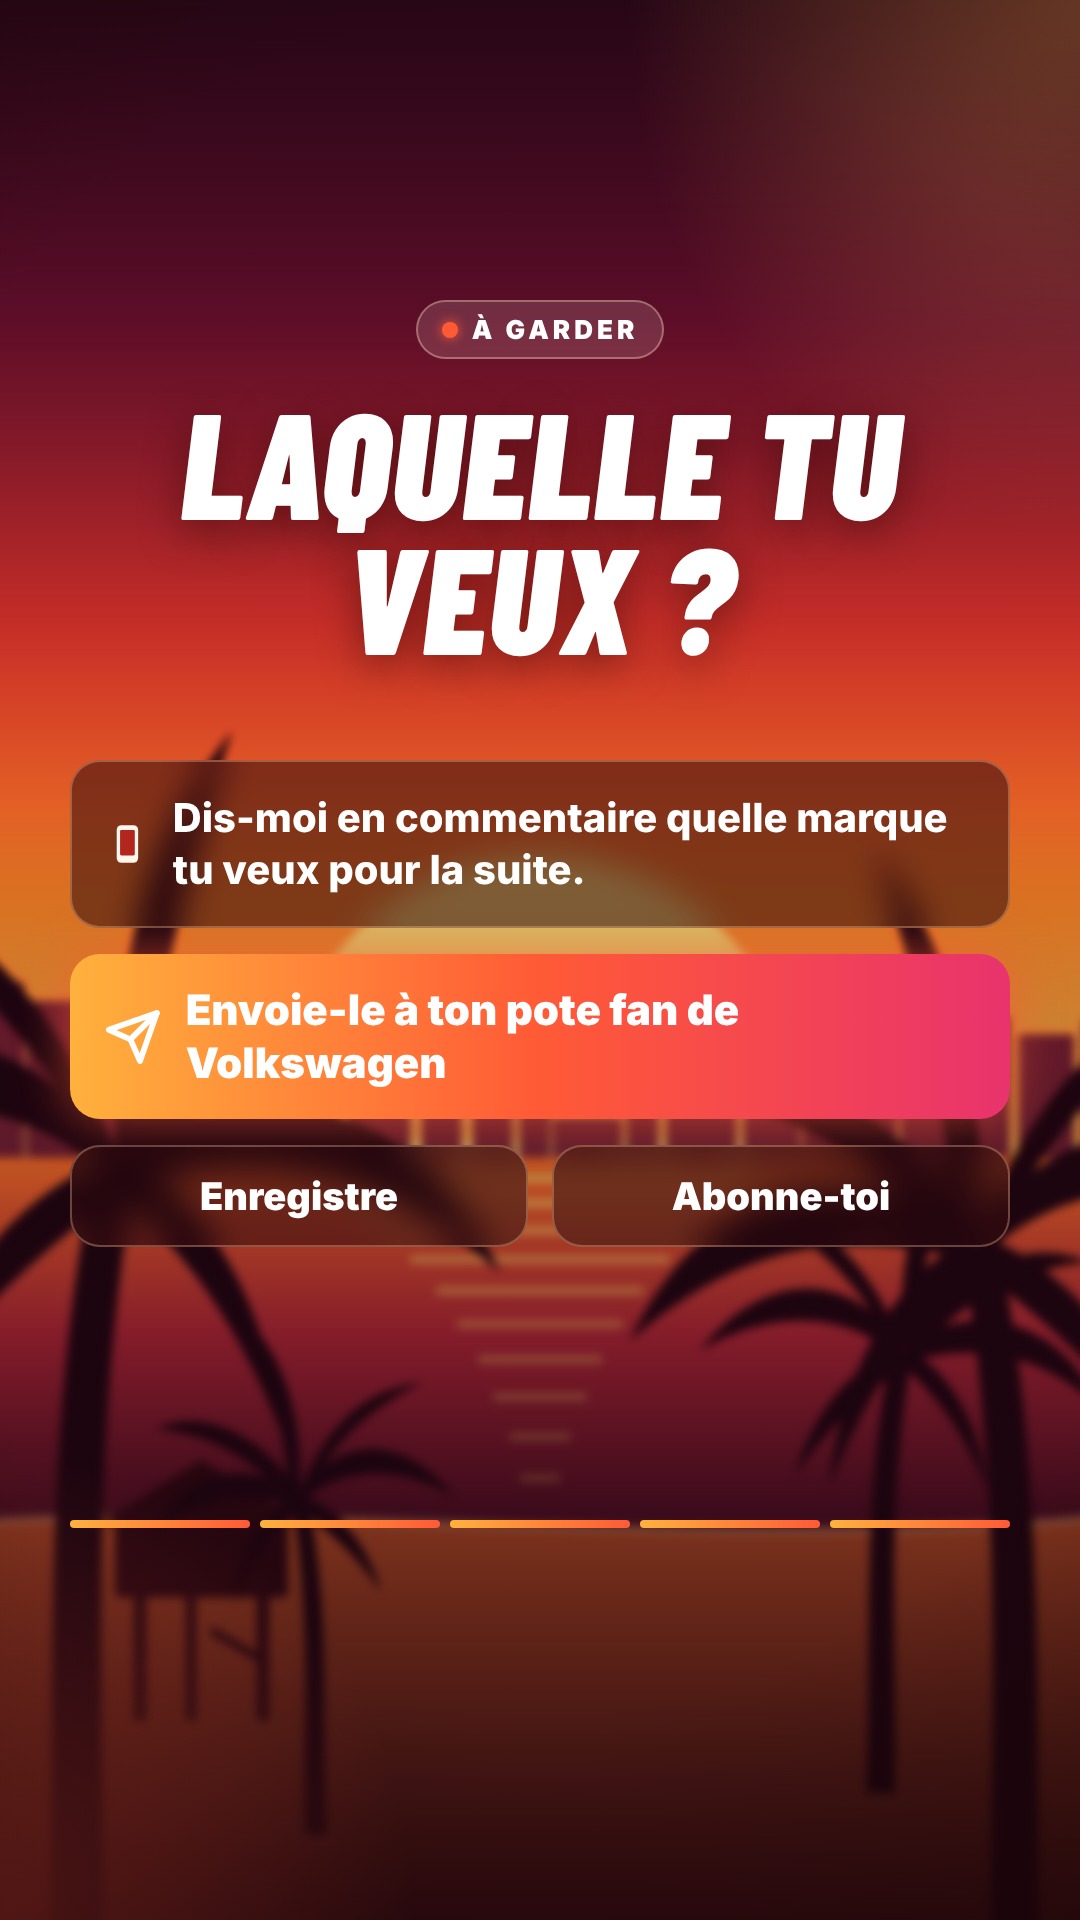 À GARDER
LAQUELLE TU
VEUX ?
Dis-moi en commentaire quelle marque
tu veux pour la suite.
Envoie-le à ton pote fan de
Volkswagen
Enregistre
Abonne-toi